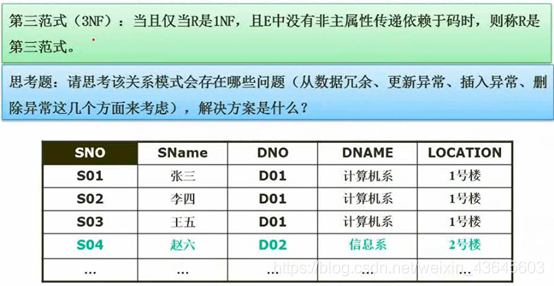 第三范式（3NF）：当且仅当R是1NF，且E中没有非主属性传递依赖于码时，则称R是
第三范式。
思考题：请思考该关系模式会存在哪些问题（从数据冗余、更新异常、插入异常、删
除异常这几个方面来考虑），解决方案是什么？
SNO SName DNO DNAME LOCATION
S01 张三 D01 计算机系 1号楼
S02 李四 D01 计算机系 1号楼
S03 王五 D01 计算机系 1号楼
S04 赵六 D02 信息系 2号楼
... ... ... ... ...
https://blog.csdn.net/weixin_43645603